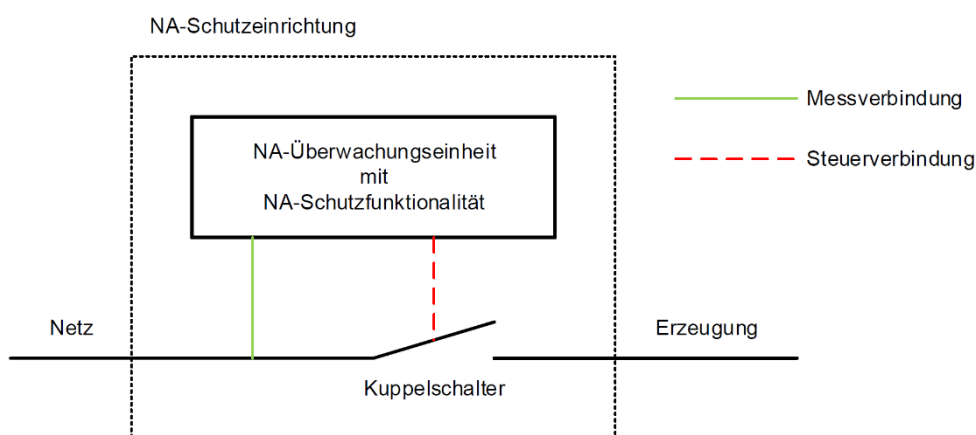 NA-Schutzeinrichtung
NA-Überwachungseinheit
mit
NA-Schutzfunktionalität
Messverbindung
Steuerverbindung
Netz
Erzeugung
Kuppelschalter